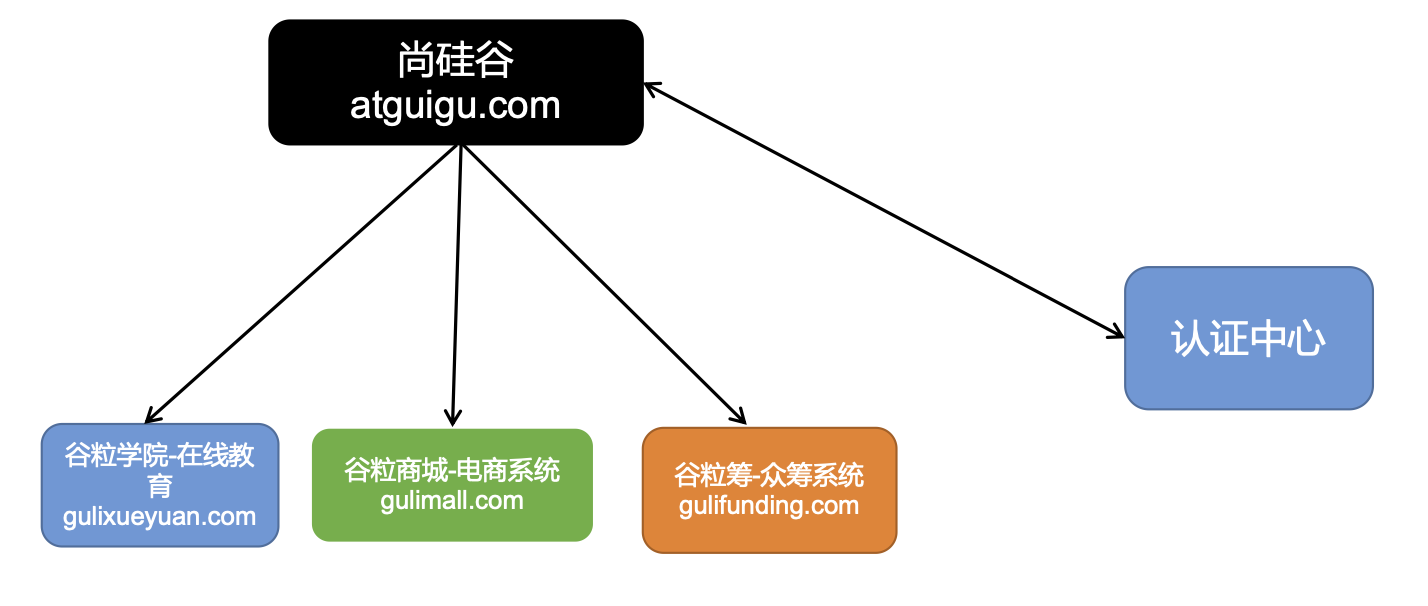 尚硅谷
atguigu.com
认证中心
谷粒学院-在线教
育
gulixueyuan.com
谷粒商城-电商系统
gulimall.com
谷粒筹-众筹系统
gulifunding.com